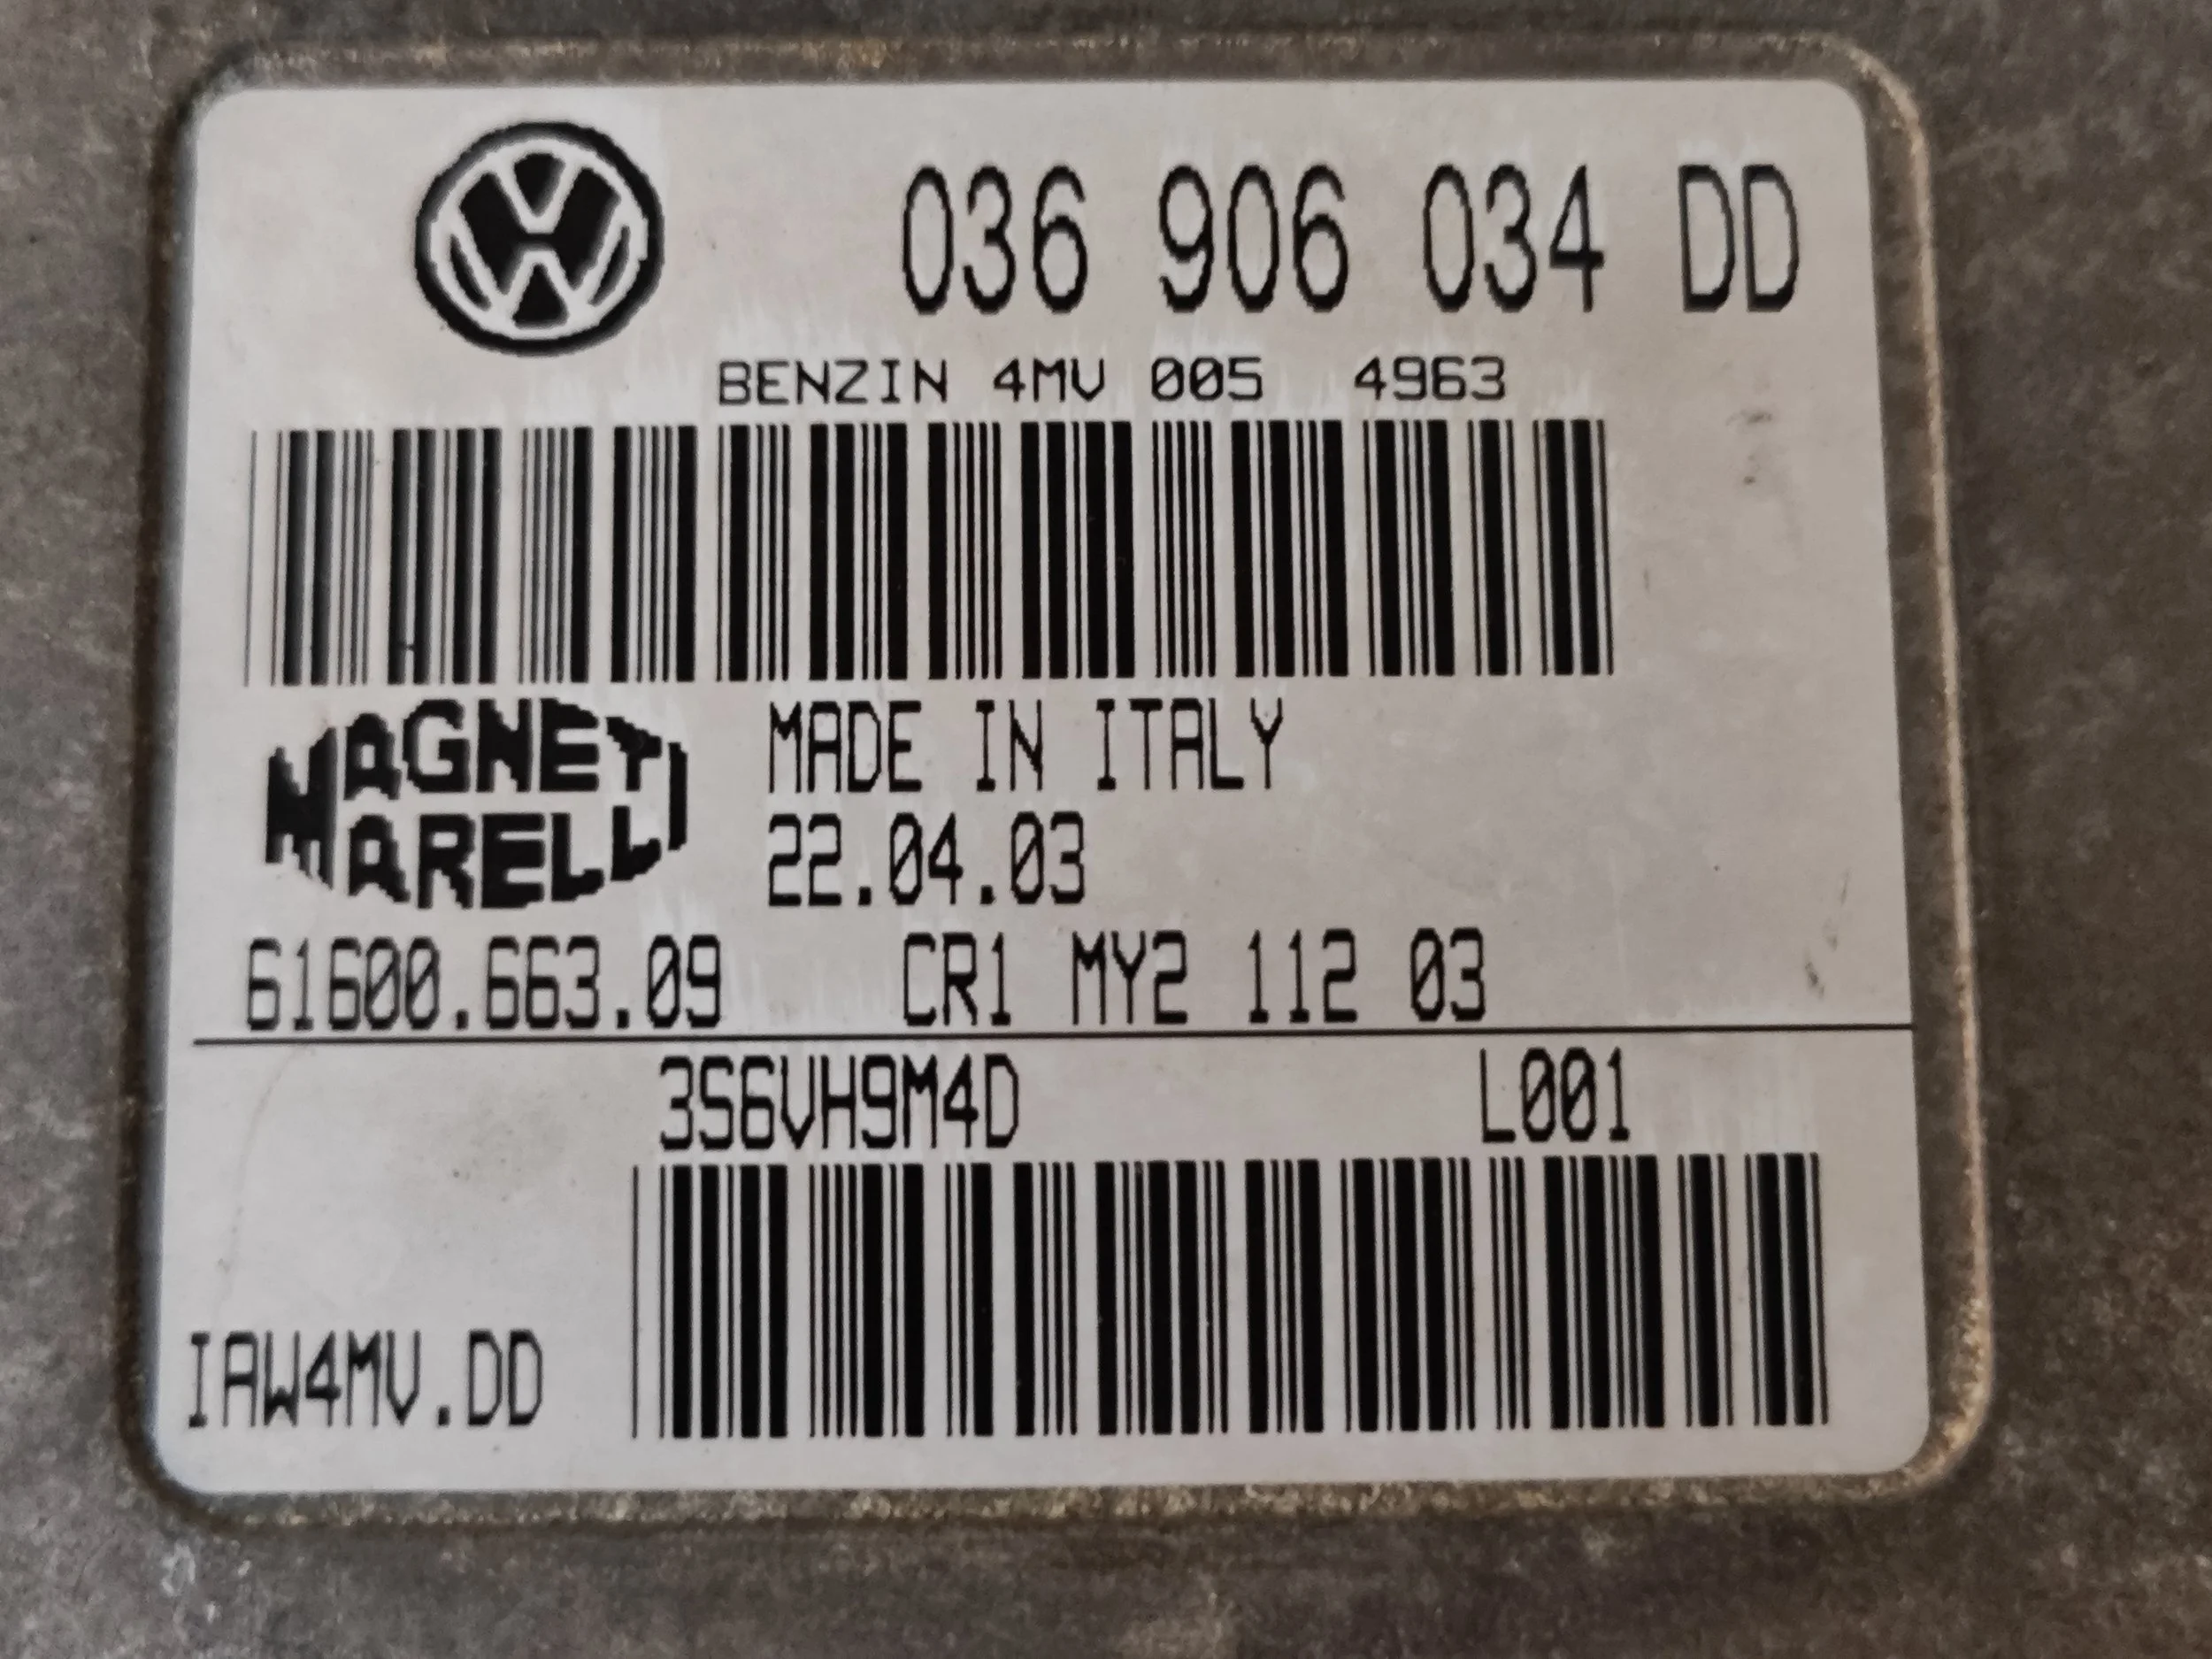 036 906 034 DD
BENZIN 4MV 005 4963
MAGNETI
MARELLI
MADE IN ITALY
22.04.03
61600.663.09 CR1 MY2 112 03
3S6VH9M4D L001
IAW4MV.DD